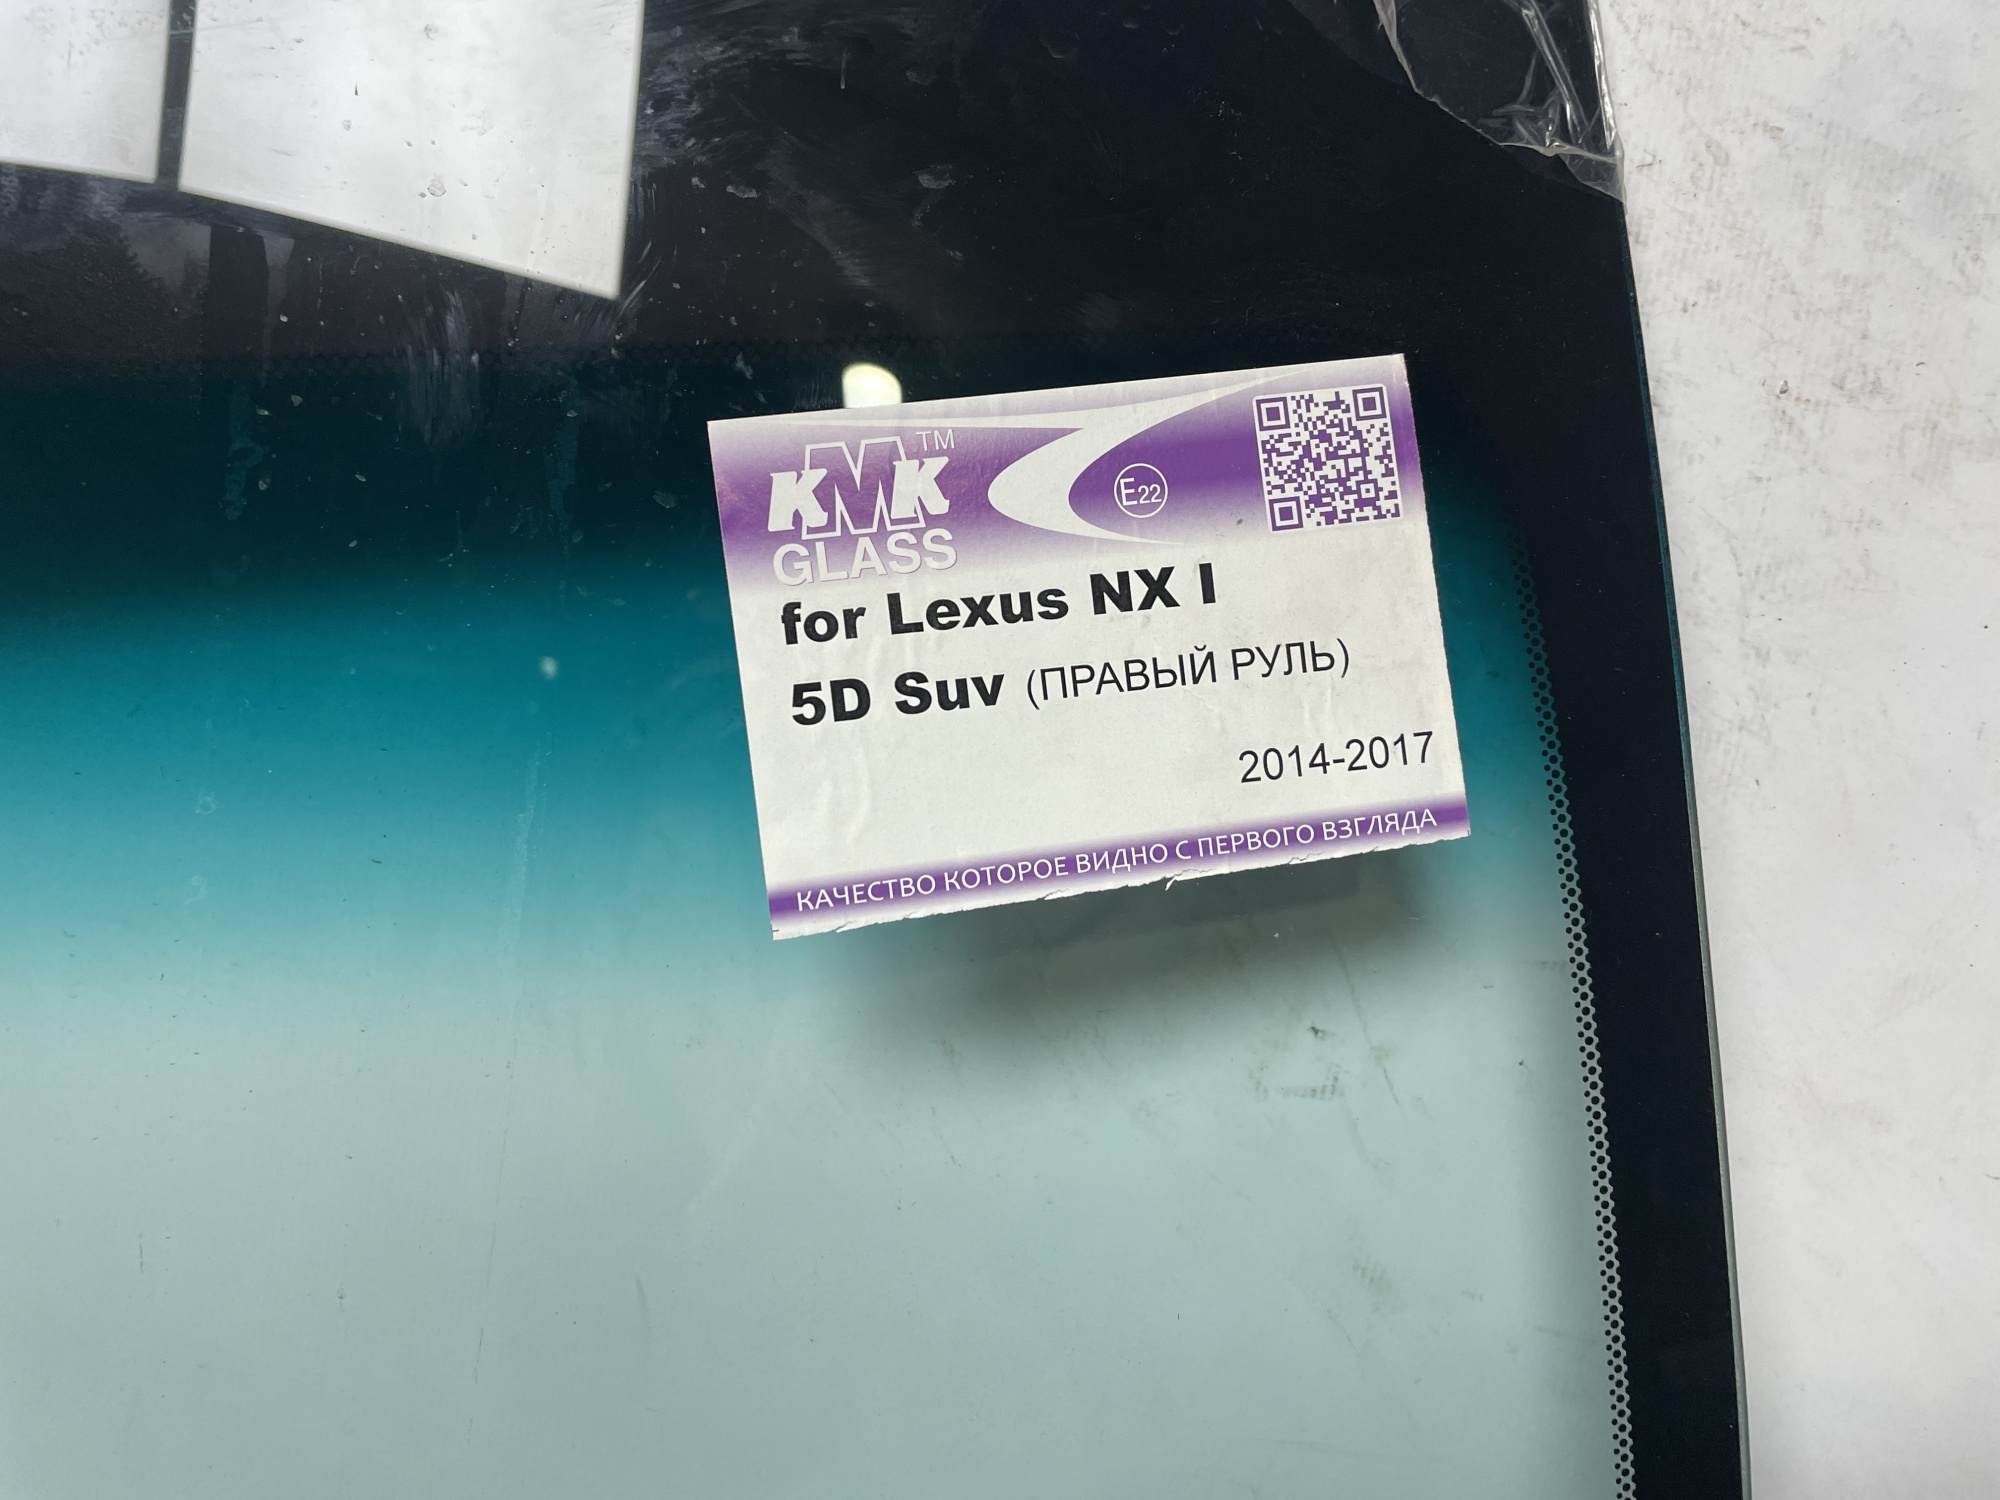 KMK™
GLASS
E22
for Lexus NX I
5D Suv (ПРАВЫЙ РУЛЬ)
2014-2017
КАЧЕСТВО КОТОРОЕ ВИДНО С ПЕРВОГО ВЗГЛЯДА